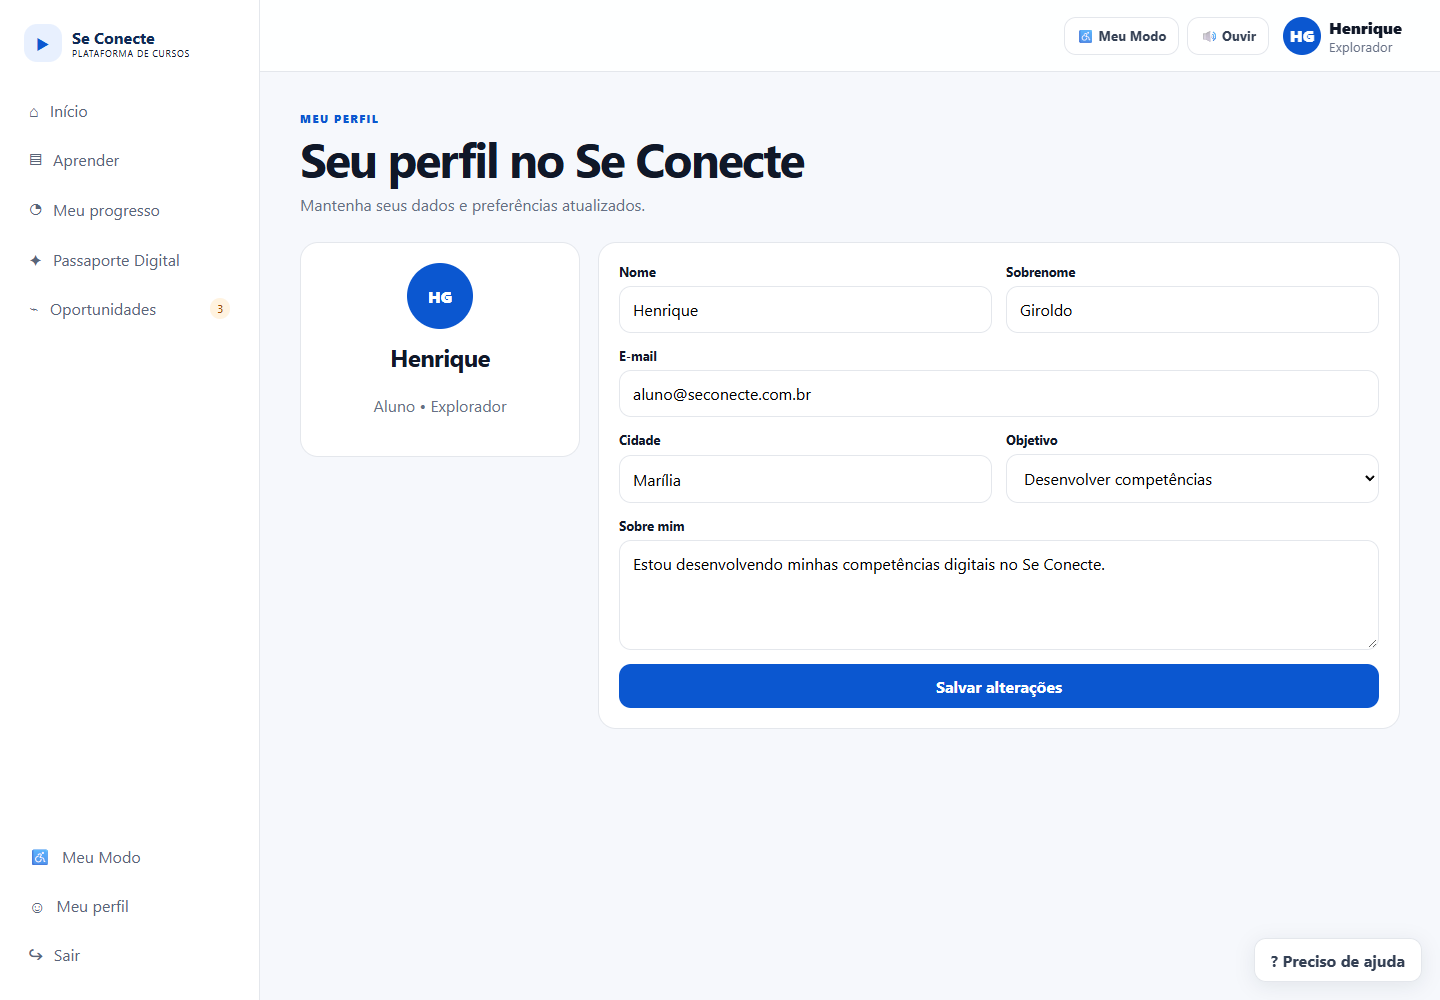 Se Conecte
PLATAFORMA DE CURSOS
Início
Aprender
Meu progresso
Passaporte Digital
Oportunidades 3
Meu Modo
Meu perfil
Sair
Meu Modo
Ouvir
HG
Henrique
Explorador
MEU PERFIL
Seu perfil no Se Conecte
Mantenha seus dados e preferências atualizados.
HG
Henrique
Aluno • Explorador
Nome
Henrique
Sobrenome
Giroldo
E-mail
aluno@seconecte.com.br
Cidade
Marília
Objetivo
Desenvolver competências
Sobre mim
Estou desenvolvendo minhas competências digitais no Se Conecte.
Salvar alterações
? Preciso de ajuda